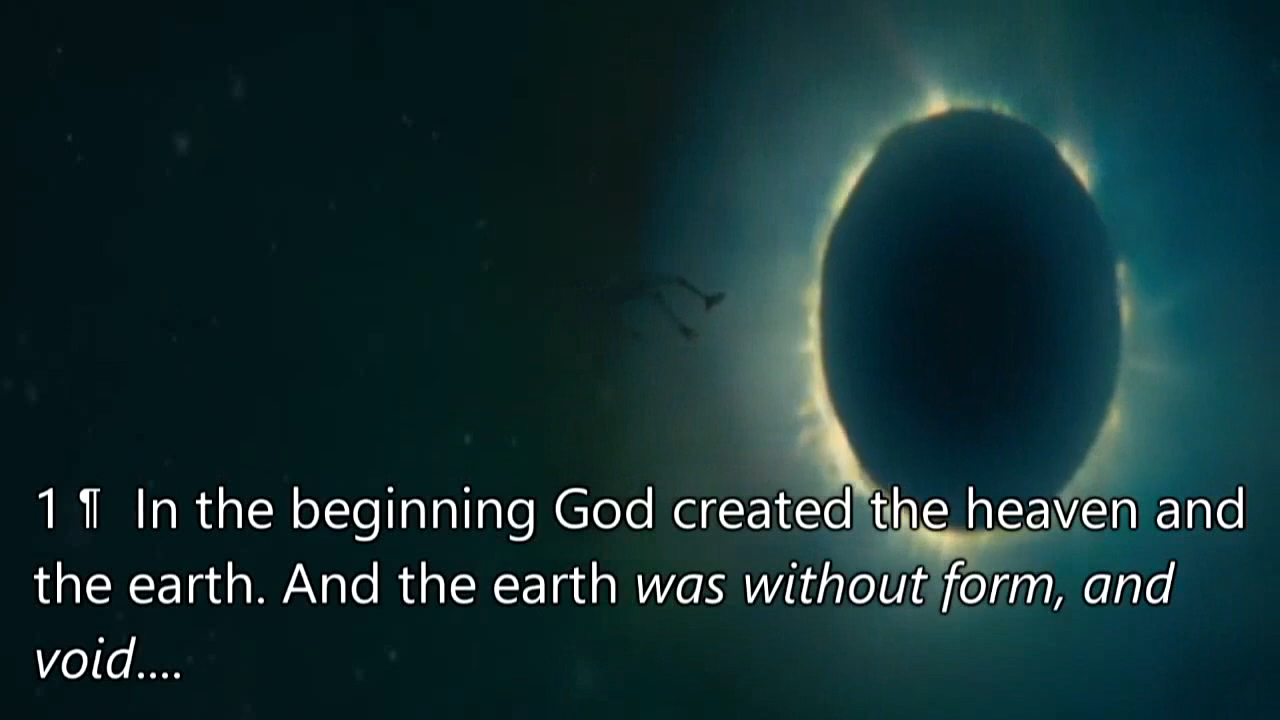 1 ¶ In the beginning God created the heaven and
the earth. And the earth was without form, and
void....